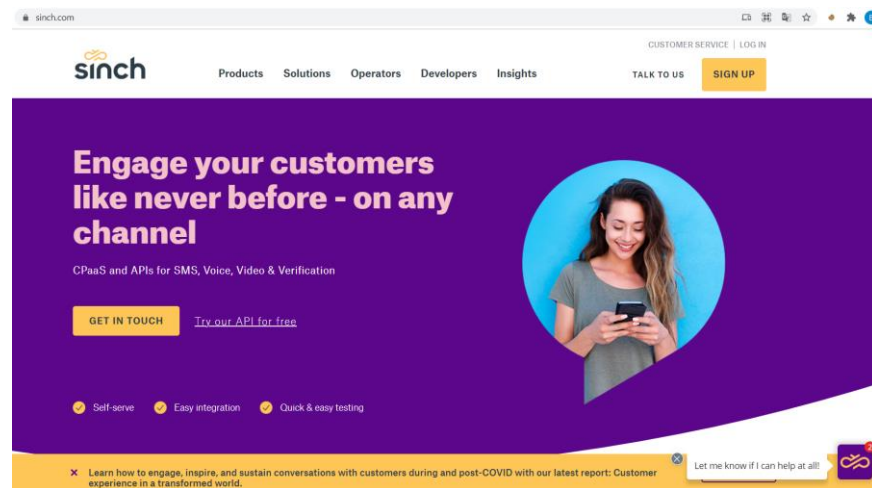 sinch.com
CUSTOMER SERVICE | LOG IN
sinch
Products Solutions Operators Developers Insights
TALK TO US
SIGN UP
Engage your customers
like never before - on any
channel
CPaaS and APIs for SMS, Voice, Video & Verification
GET IN TOUCH
Try our API for free
Self-serve
Easy integration
Quick & easy testing
Let me know if I can help at all!
Learn how to engage, inspire, and sustain conversations with customers during and post-COVID with our latest report: Customer
experience in a transformed world.